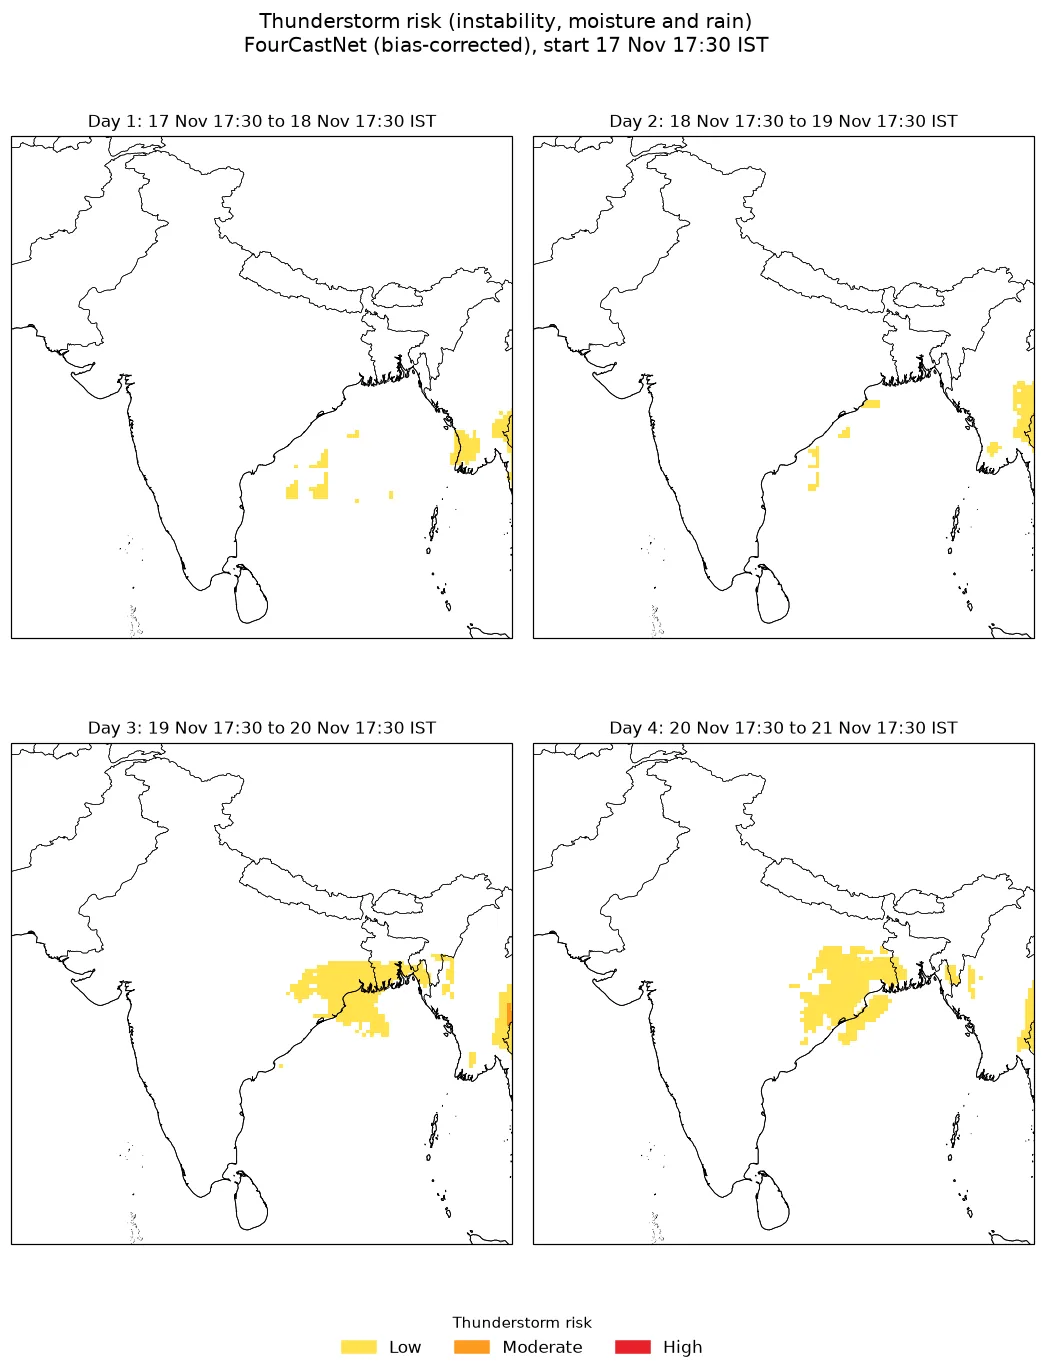 Thunderstorm risk (instability, moisture and rain)
FourCastNet (bias-corrected), start 17 Nov 17:30 IST
Day 1: 17 Nov 17:30 to 18 Nov 17:30 IST
Day 2: 18 Nov 17:30 to 19 Nov 17:30 IST
Day 3: 19 Nov 17:30 to 20 Nov 17:30 IST
Day 4: 20 Nov 17:30 to 21 Nov 17:30 IST
Thunderstorm risk
Low
Moderate
High